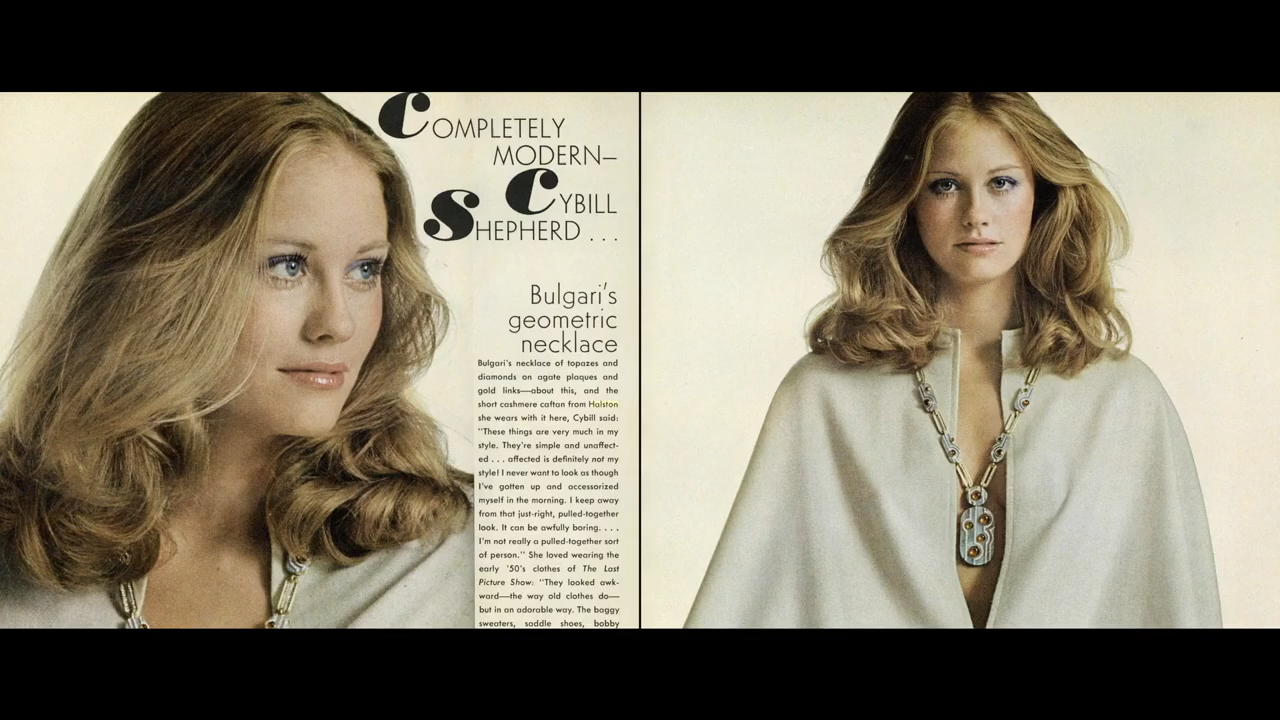 COMPLETELY
MODERN—
CYBILL
SHEPHERD . . .
Bulgari's
geometric
necklace
Bulgari's necklace of topazes and
diamonds on agate plaques and
gold links—about this, and the
short cashmere caftan from Halston
she wears with it here, Cybill said:
"These things are very much in my
style. They're simple and unaffect-
ed . . . affected is definitely not my
style! I never want to look as though
I've gotten up and accessorized
myself in the morning. I keep away
from that just-right, pulled-together
look. It can be awfully boring. . . .
I'm not really a pulled-together sort
of person." She loved wearing the
early '50's clothes of The Last
Picture Show: "They looked awk-
ward—the way old clothes do—
but in an adorable way. The baggy
sweaters, saddle shoes, bobby